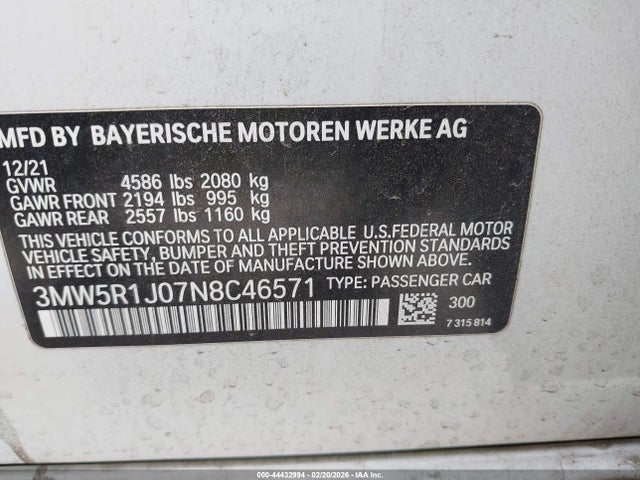 MFD BY BAYERISCHE MOTOREN WERKE AG
12/21
GVWR 4586 lbs 2080 kg
GAWR FRONT 2194 lbs 995 kg
GAWR REAR 2557 lbs 1160 kg
THIS VEHICLE CONFORMS TO ALL APPLICABLE U.S.FEDERAL MOTOR
VEHICLE SAFETY, BUMPER AND THEFT PREVENTION STANDARDS
IN EFFECT ON THE DATE OF MANUFACTURE SHOWN ABOVE.
3MW5R1J07N8C46571 TYPE: PASSENGER CAR
300
7 315 814
000-44432994 - 02/20/2026 - IAA, Inc.